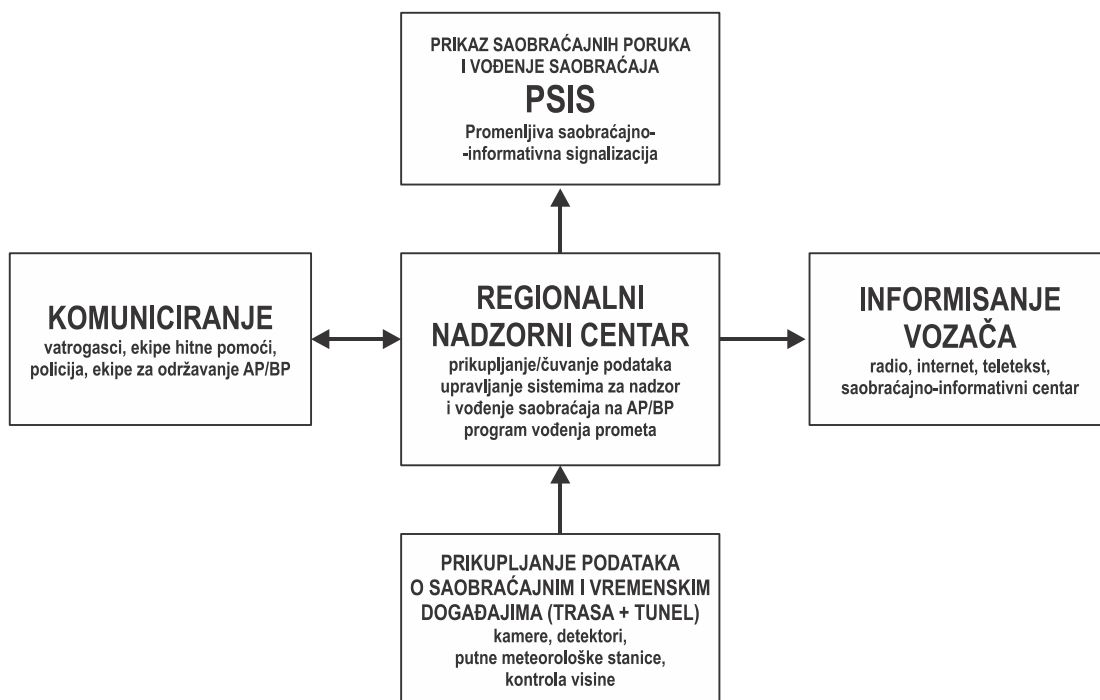 PRIKAZ SAOBRAĆAJNIH PORUKA
I VOĐENJE SAOBRAĆAJA
PSIS
Promenljiva saobraćajno-
-informativna signalizacija
KOMUNICIRANJE
vatrogasci, ekipe hitne pomoći,
policija, ekipe za održavanje AP/BP
REGIONALNI
NADZORNI CENTAR
prikupljanje/čuvanje podataka
upravljanje sistemima za nadzor
i vođenje saobraćaja na AP/BP
program vođenja prometa
INFORMISANJE
VOZAČA
radio, internet, teletekst,
saobraćajno-informativni centar
PRIKUPLJANJE PODATAKA
O SAOBRAĆAJNIM I VREMENSKIM
DOGAĐAJIMA (TRASA + TUNEL)
kamere, detektori,
putne meteorološke stanice,
kontrola visine